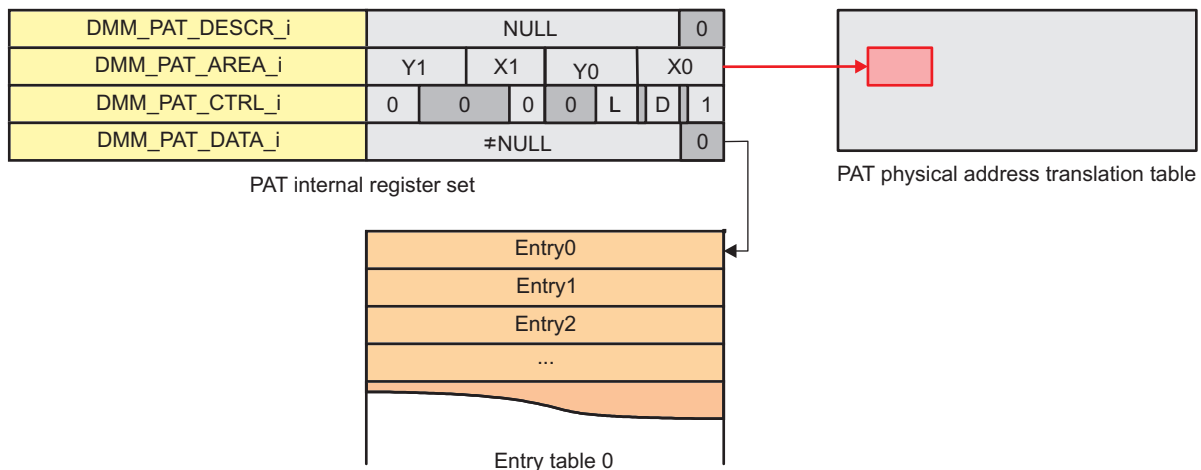 DMM_PAT_DESCR_i NULL 0
DMM_PAT_AREA_i Y1 X1 Y0 X0
DMM_PAT_CTRL_i 0 0 0 0 L D 1
DMM_PAT_DATA_i ≠NULL 0
PAT internal register set
PAT physical address translation table
Entry0
Entry1
Entry2
...
Entry table 0